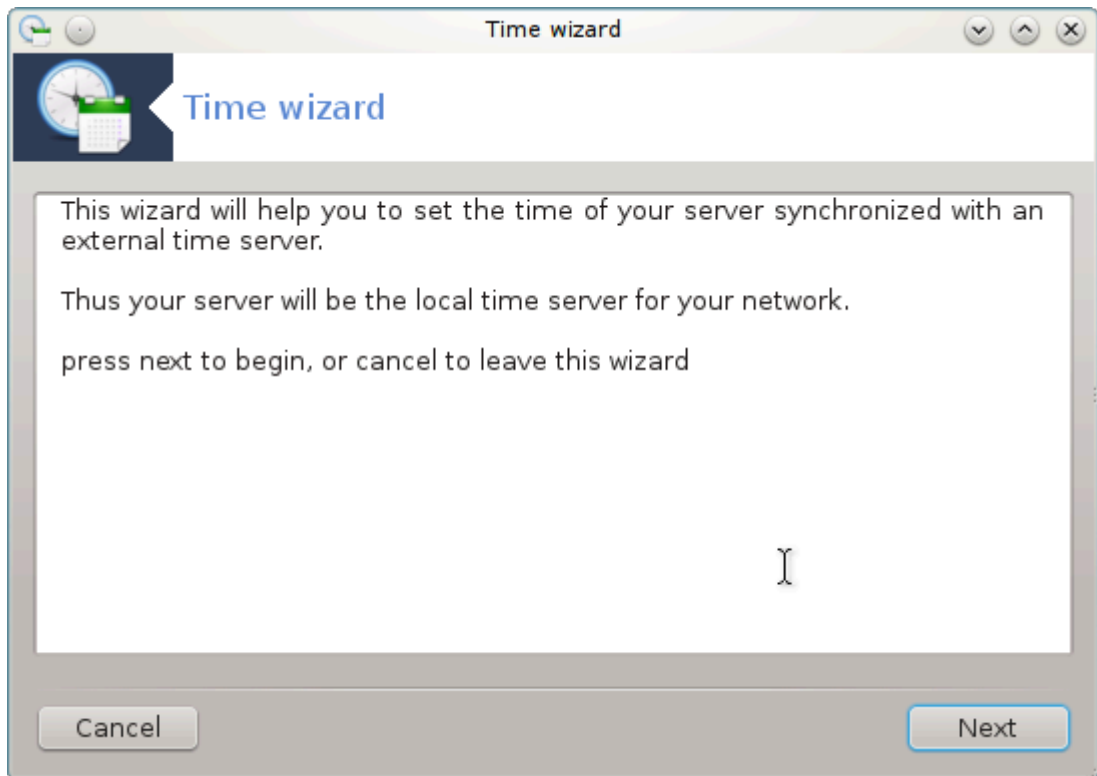 Time wizard
Time wizard
This wizard will help you to set the time of your server synchronized with an
external time server.
Thus your server will be the local time server for your network.
press next to begin, or cancel to leave this wizard
Cancel
Next